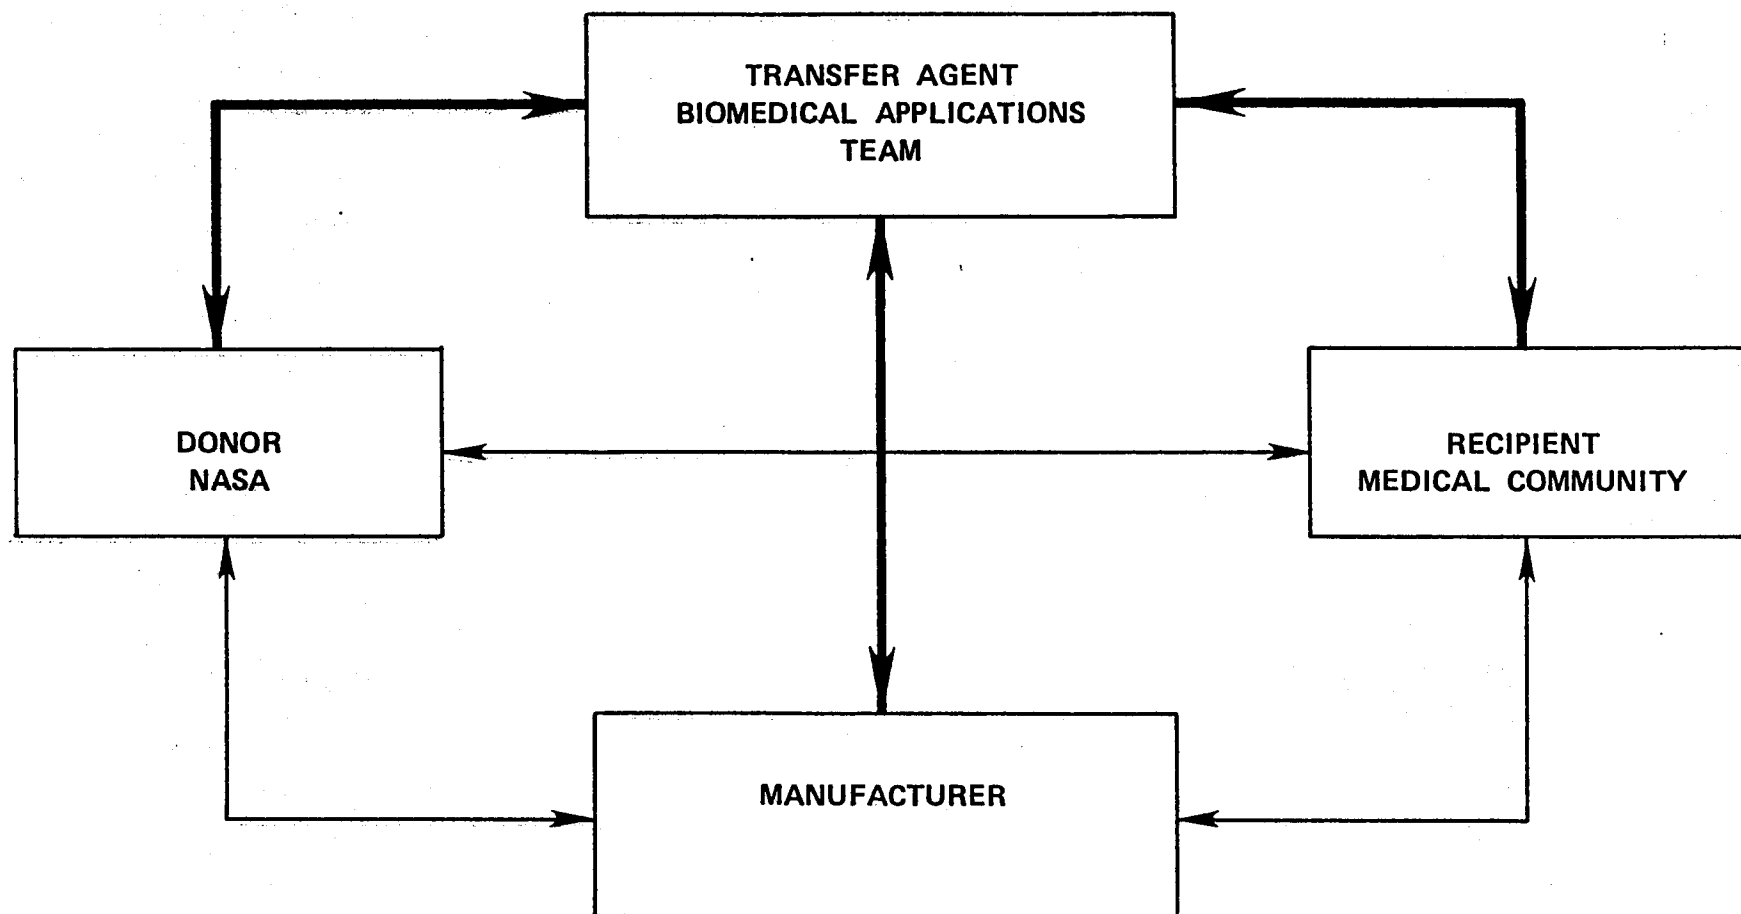 TRANSFER AGENT
BIOMEDICAL APPLICATIONS
TEAM
DONOR
NASA
RECIPIENT
MEDICAL COMMUNITY
MANUFACTURER